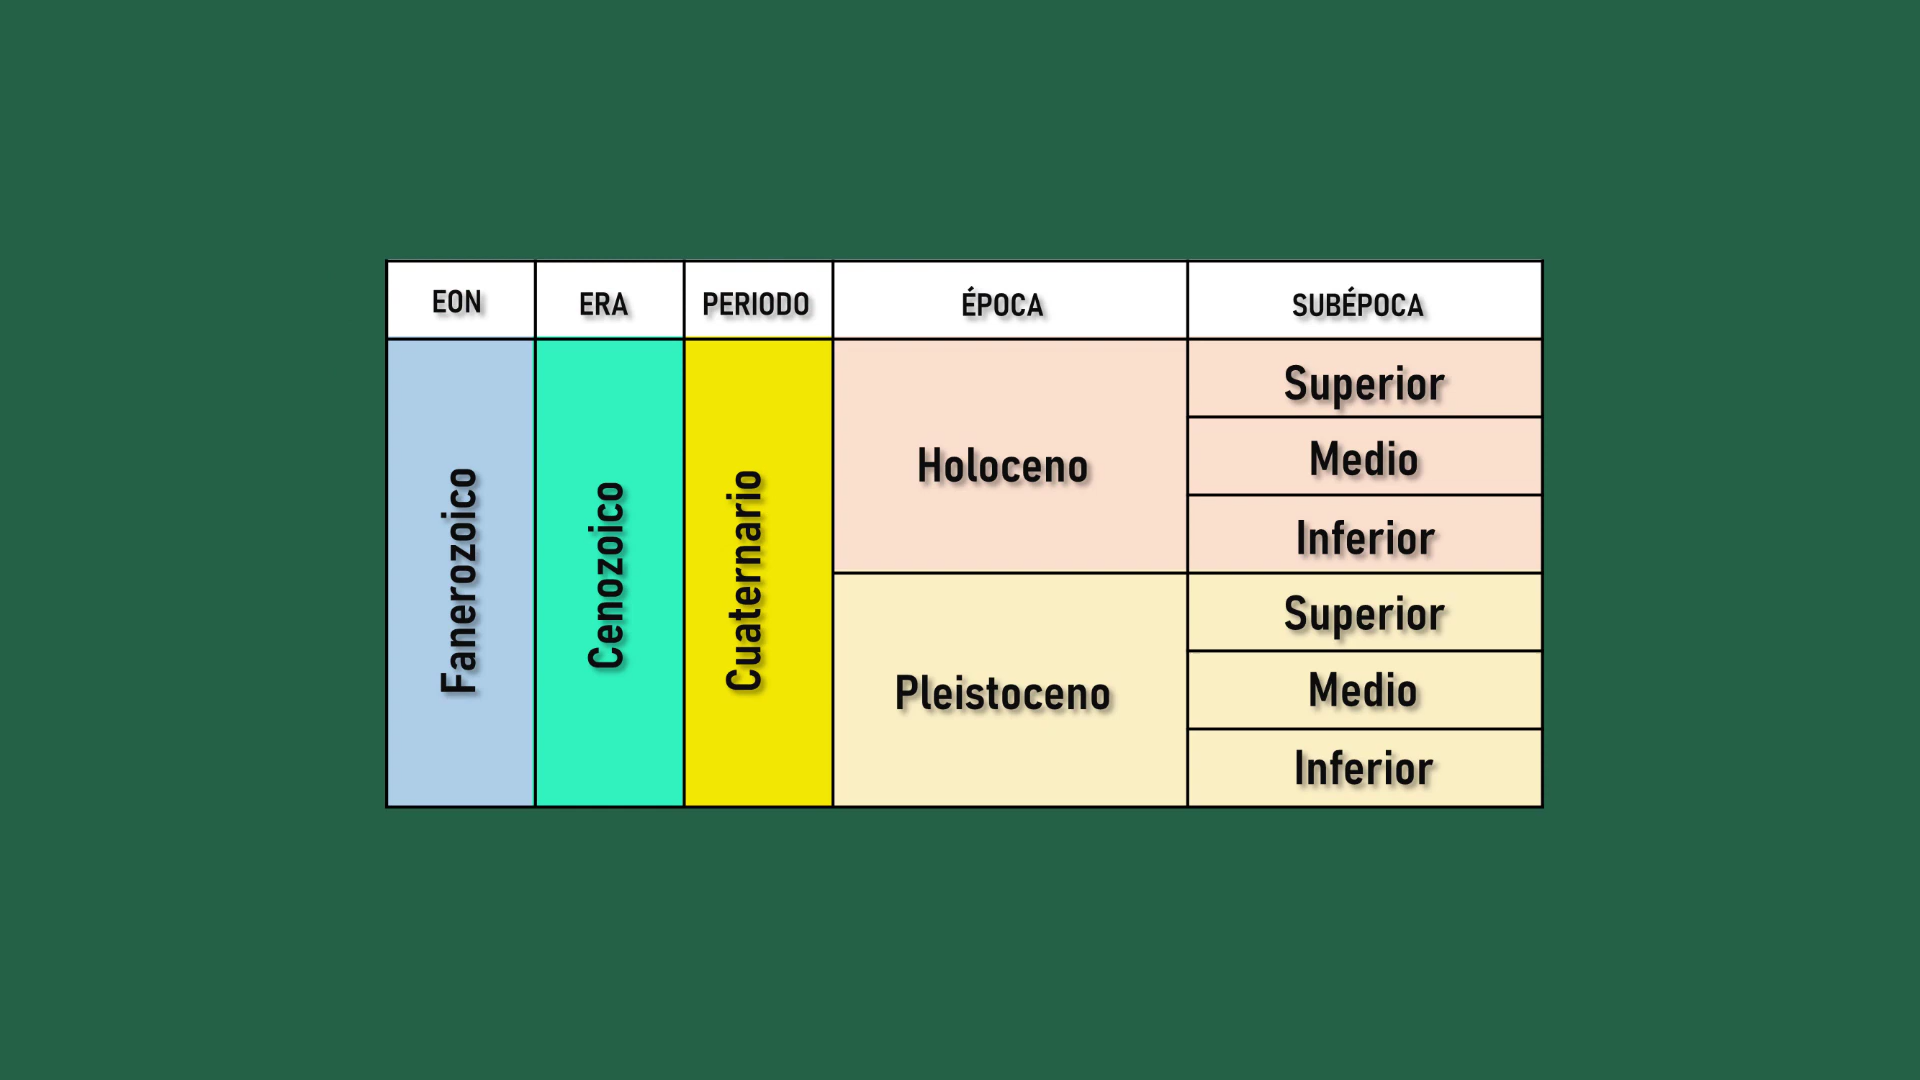 EON
ERA
PERIODO
ÉPOCA
SUBÉPOCA
Fanerozoico
Cenozoico
Cuaternario
Holoceno
Superior
Medio
Inferior
Pleistoceno
Superior
Medio
Inferior